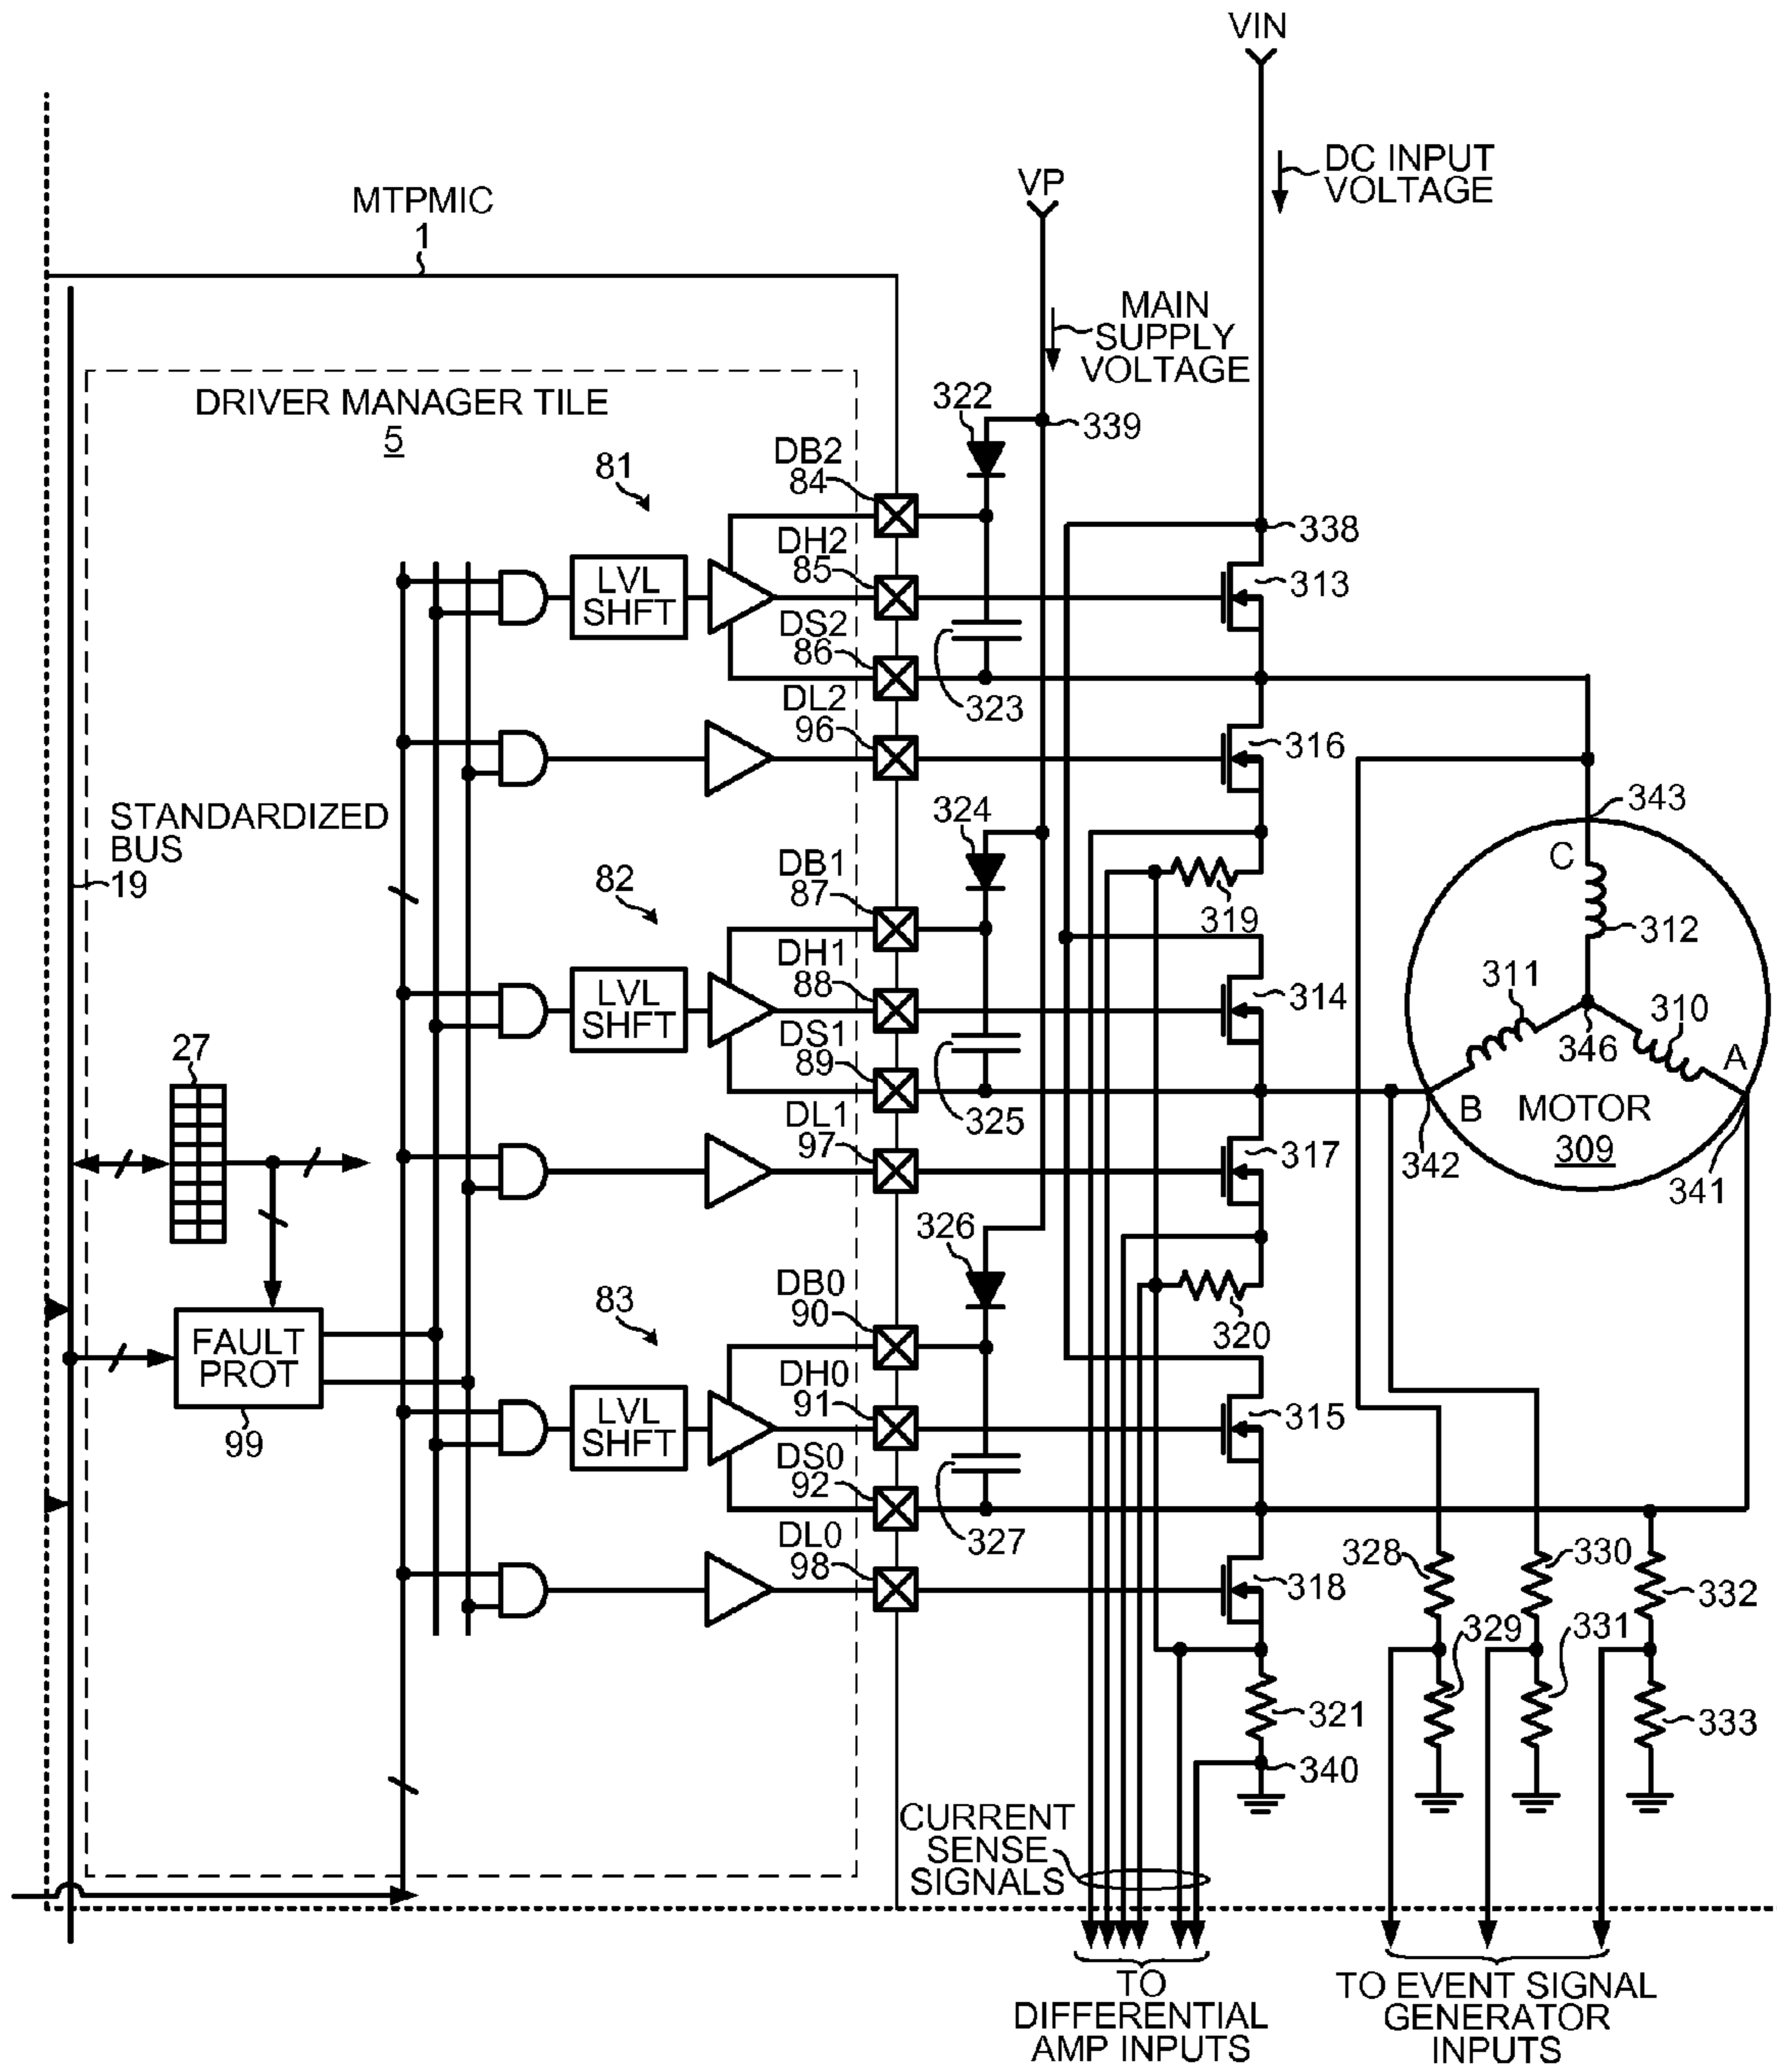 VIN
DC INPUT
VOLTAGE
VP
MTPMIC
1
MAIN
SUPPLY
VOLTAGE
DRIVER MANAGER TILE
5
322
339
81
DB2
84
338
DH2
85
LVL
SHFT
313
DS2
86
323
DL2
96
316
STANDARDIZED
BUS
19
324
343
C
82
DB1
87
319
312
DH1
88
LVL
SHFT
314
311
310
346
27
DS1
89
A
325
B
MOTOR
309
DL1
97
317
342
341
326
83
DB0
90
320
FAULT
PROT
99
DH0
91
LVL
SHFT
315
DS0
92
327
DL0
98
318
328
330
332
329
331
321
333
340
CURRENT
SENSE
SIGNALS
TO
DIFFERENTIAL
AMP INPUTS
TO EVENT SIGNAL
GENERATOR
INPUTS